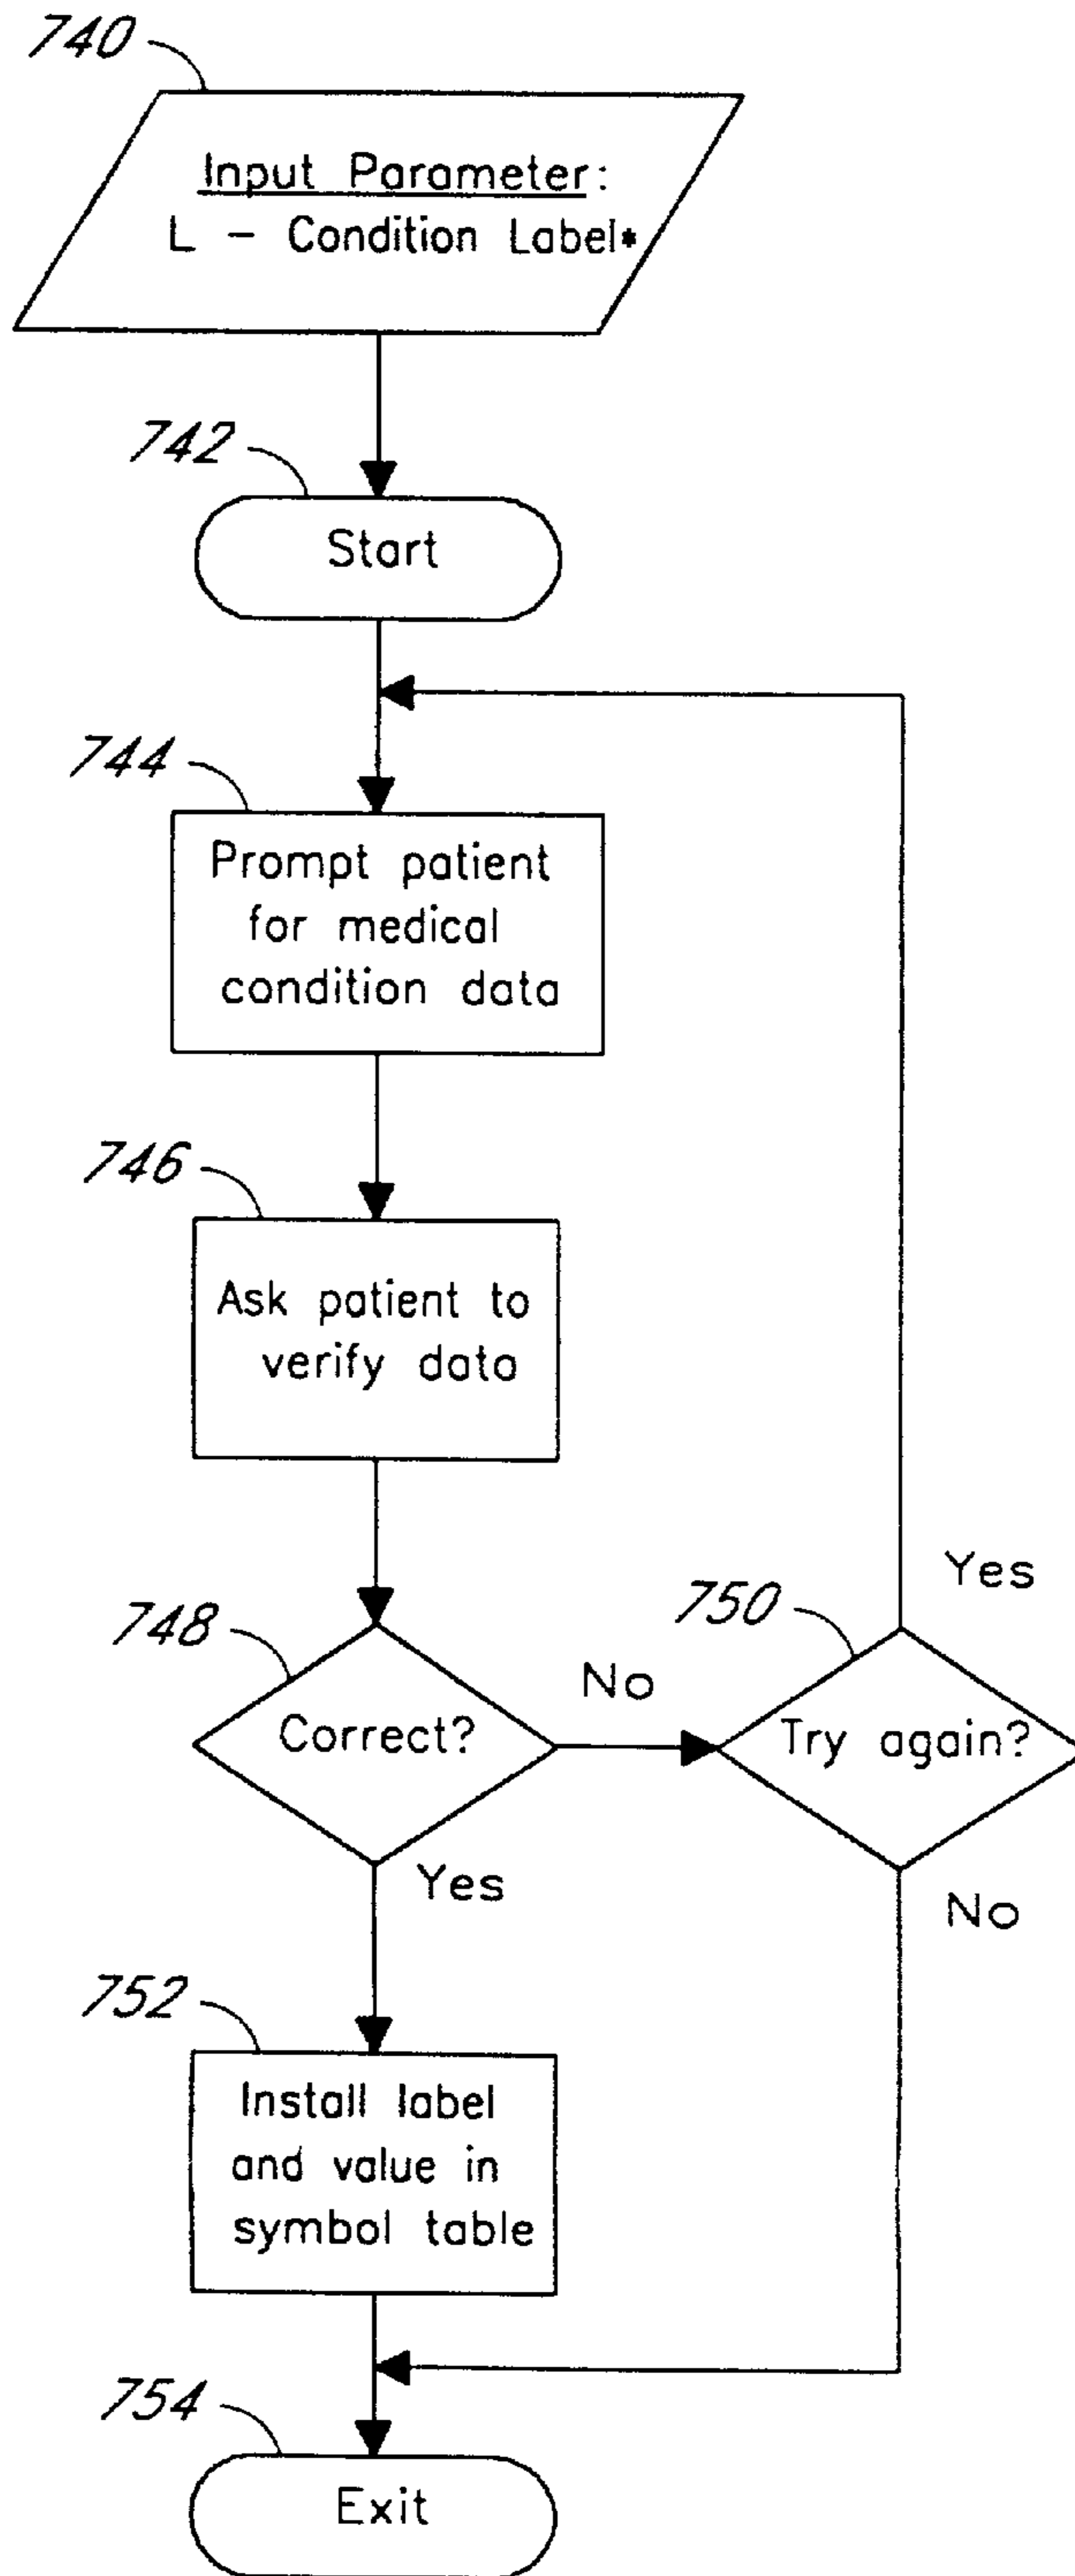 740
Input Parameter:
L - Condition Label*
742
Start
744
Prompt patient
for medical
condition data
746
Ask patient to
verify data
748
Correct?
No
750
Try again?
Yes
Yes
No
752
Install label
and value in
symbol table
754
Exit